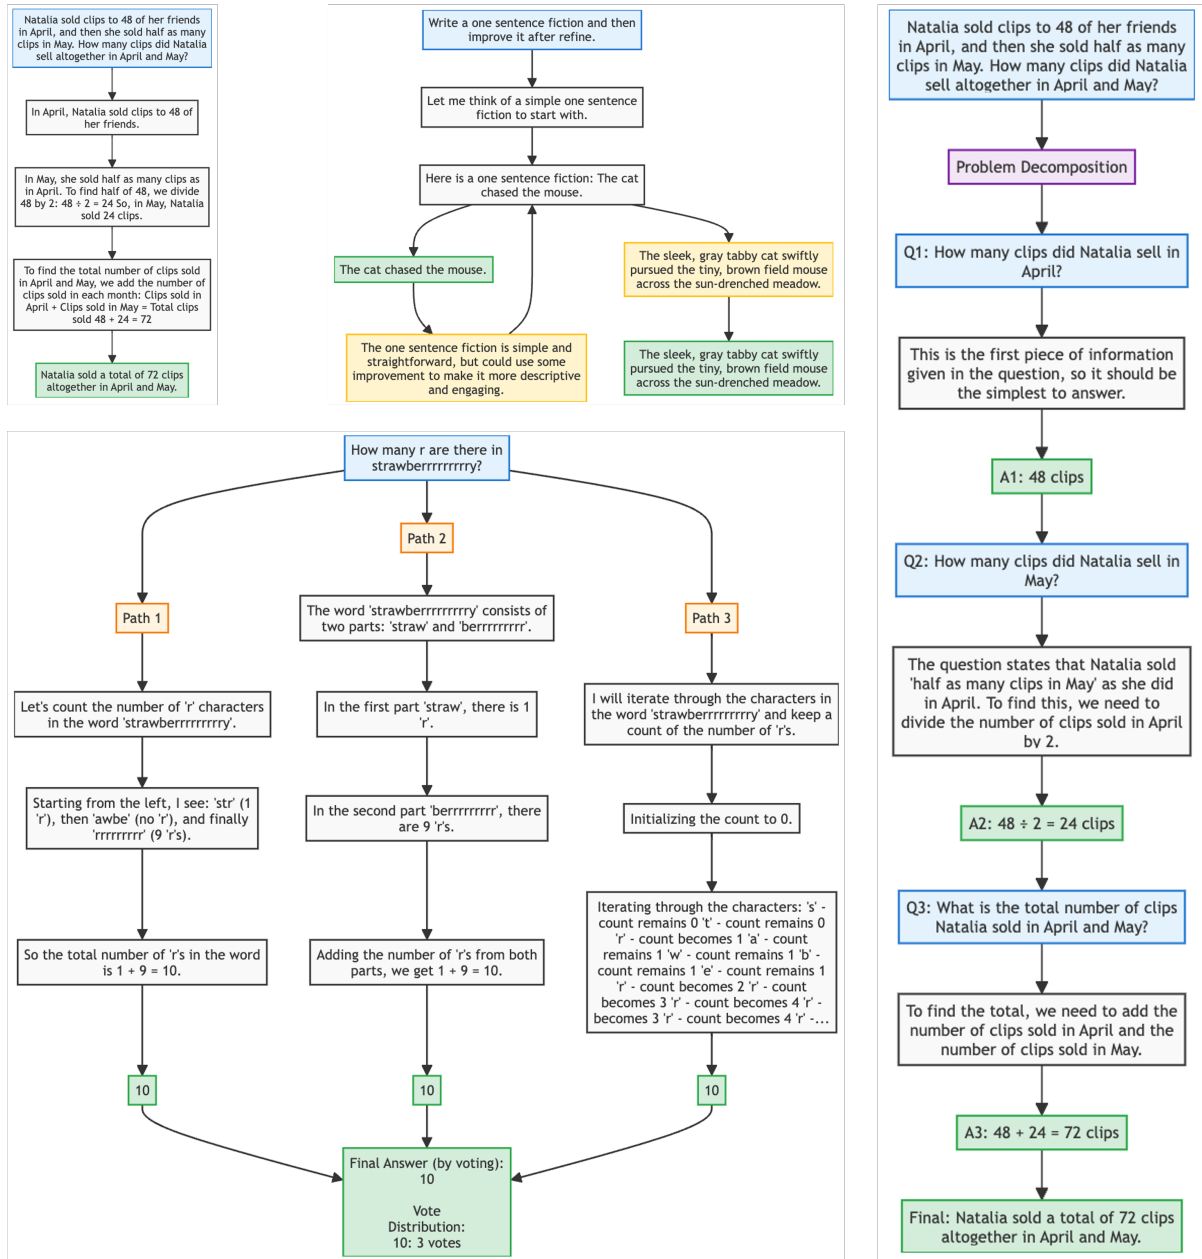 Natalia sold clips to 48 of her friends
in April, and then she sold half as many
clips in May. How many clips did Natalia
sell altogether in April and May?
In April, Natalia sold clips to 48 of
her friends.
In May, she sold half as many clips as
in April. To find half of 48, we divide
48 by 2: 48 ÷ 2 = 24 So, in May, Natalia
sold 24 clips.
To find the total number of clips sold
in April and May, we add the number of
clips sold in each month: Clips sold in
April + Clips sold in May = Total clips
sold 48 + 24 = 72
Natalia sold a total of 72 clips
altogether in April and May.
Write a one sentence fiction and then
improve it after refine.
Let me think of a simple one sentence
fiction to start with.
Here is a one sentence fiction: The cat
chased the mouse.
The cat chased the mouse.
The one sentence fiction is simple and
straightforward, but could use some
improvement to make it more descriptive
and engaging.
The sleek, gray tabby cat swiftly
pursued the tiny, brown field mouse
across the sun-drenched meadow.
The sleek, gray tabby cat swiftly
pursued the tiny, brown field mouse
across the sun-drenched meadow.
How many r are there in
strawberrrrrrrrry?
Path 1
Let's count the number of 'r' characters
in the word 'strawberrrrrrrrry'.
Starting from the left, I see: 'str' (1
'r'), then 'awbe' (no 'r'), and finally
'rrrrrrrrr' (9 'r's).
So the total number of 'r's in the word
is 1 + 9 = 10.
10
Path 2
The word 'strawberrrrrrrrry' consists of
two parts: 'straw' and 'berrrrrrrrr'.
In the first part 'straw', there is 1
'r'.
In the second part 'berrrrrrrrr', there
are 9 'r's.
Adding the number of 'r's from both
parts, we get 1 + 9 = 10.
10
Path 3
I will iterate through the characters in
the word 'strawberrrrrrrrry' and keep a
count of the number of 'r's.
Initializing the count to 0.
Iterating through the characters: 's' -
count remains 0 't' - count remains 0
'r' - count becomes 1 'a' - count
remains 1 'w' - count remains 1 'b' -
count remains 1 'e' - count remains 1
'r' - count becomes 2 'r' - count
becomes 3 'r' - count becomes 4 'r' -
becomes 3 'r' - count becomes 4 'r' -...
10
Final Answer (by voting):
10
Vote
Distribution:
10: 3 votes
Natalia sold clips to 48 of her friends
in April, and then she sold half as many
clips in May. How many clips did Natalia
sell altogether in April and May?
Problem Decomposition
Q1: How many clips did Natalia sell in
April?
This is the first piece of information
given in the question, so it should be
the simplest to answer.
A1: 48 clips
Q2: How many clips did Natalia sell in
May?
The question states that Natalia sold
'half as many clips in May' as she did
in April. To find this, we need to
divide the number of clips sold in April
by 2.
A2: 48 ÷ 2 = 24 clips
Q3: What is the total number of clips
Natalia sold in April and May?
To find the total, we need to add the
number of clips sold in April and the
number of clips sold in May.
A3: 48 + 24 = 72 clips
Final: Natalia sold a total of 72 clips
altogether in April and May.